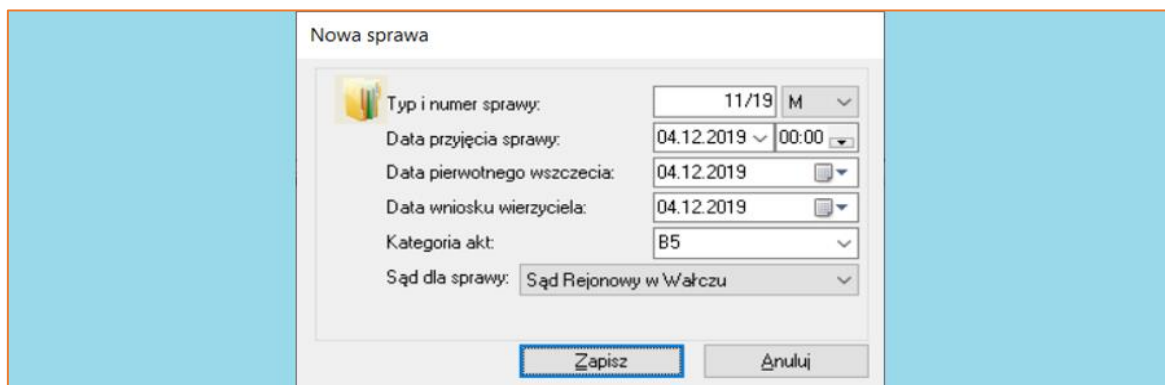 Nowa sprawa
Typ i numer sprawy: 11/19 M
Data przyjęcia sprawy: 04.12.2019 00:00
Data pierwotnego wszczecia: 04.12.2019
Data wniosku wierzyciela: 04.12.2019
Kategoria akt: B5
Sąd dla sprawy: Sąd Rejonowy w Wałczu
Zapisz Anuluj